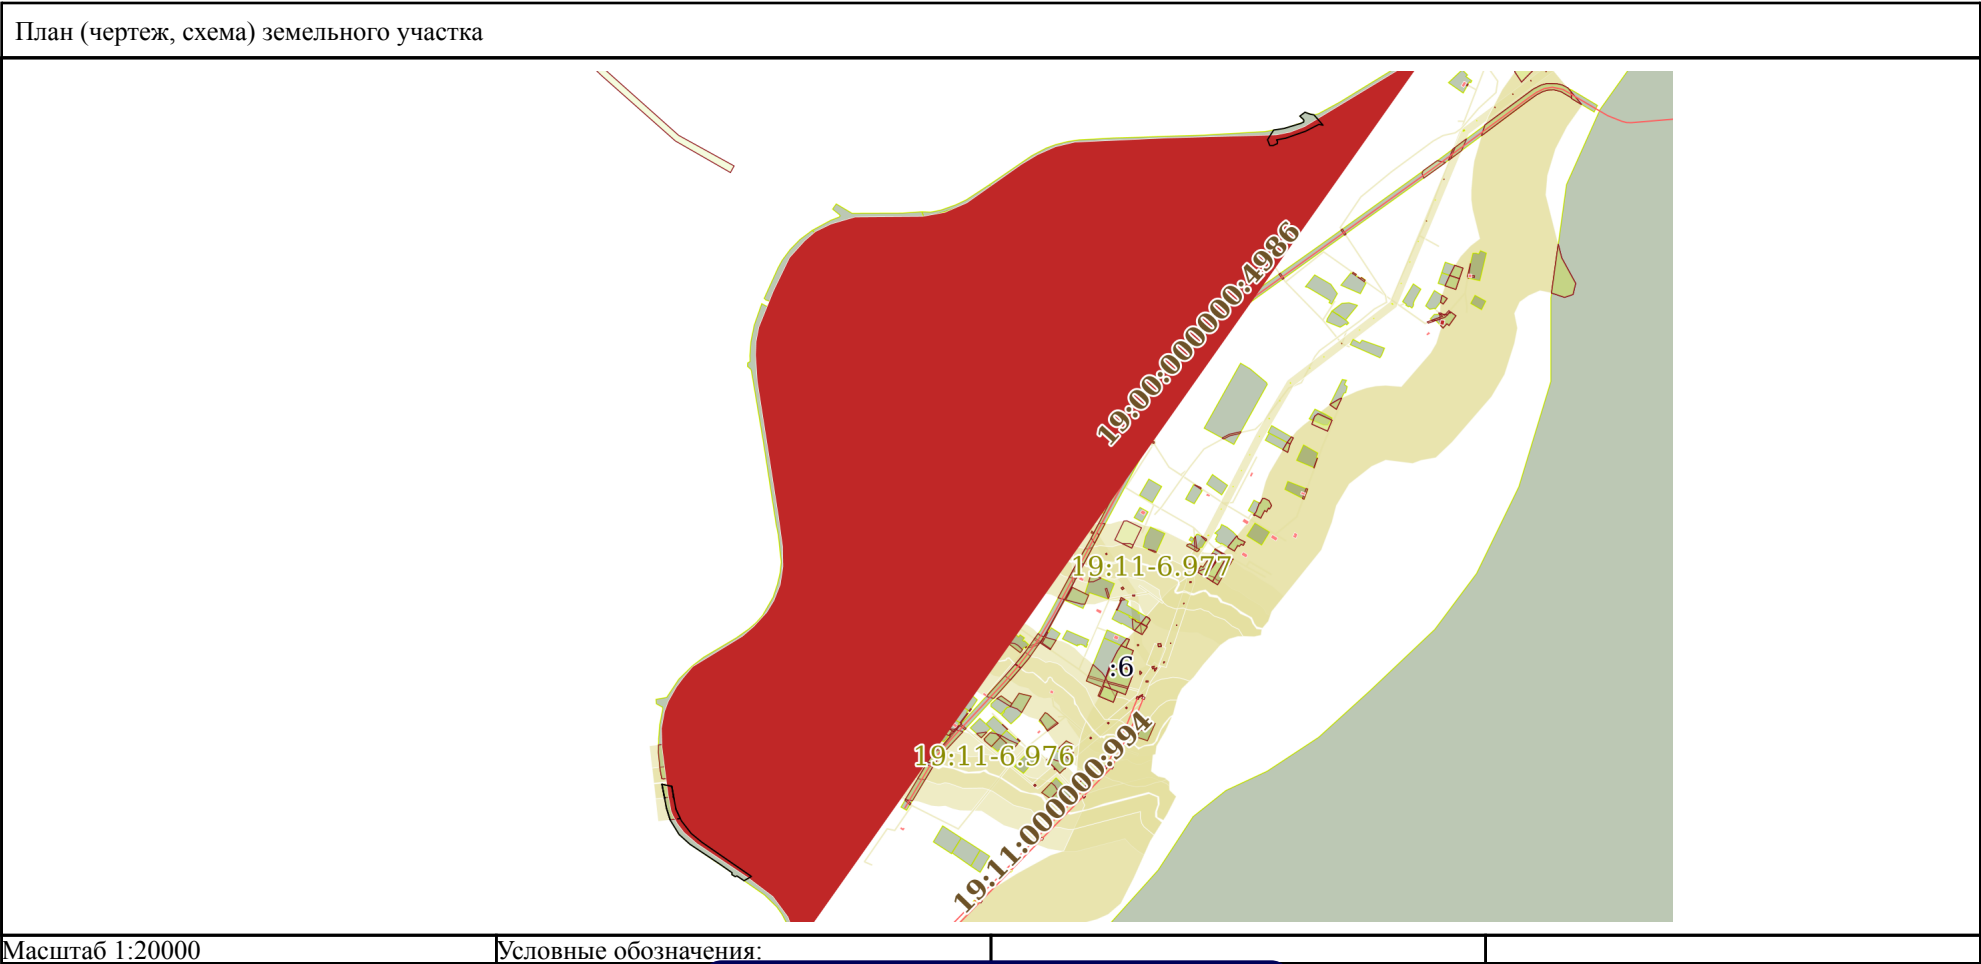 План (чертеж, схема) земельного участка
19:00:000000:4986
19:11-6.977
:6
19:11-6.976
19:11:000000:994
Масштаб 1:20000
Условные обозначения: